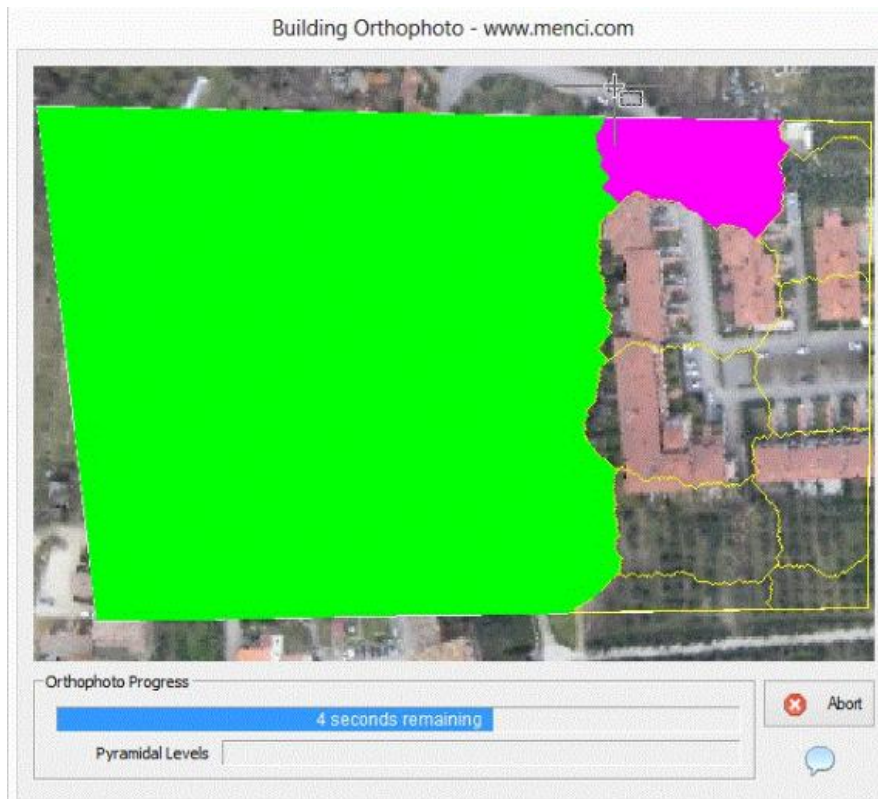 Building Orthophoto - www.menci.com
Orthophoto Progress
4 seconds remaining
Abort
Pyramidal Levels